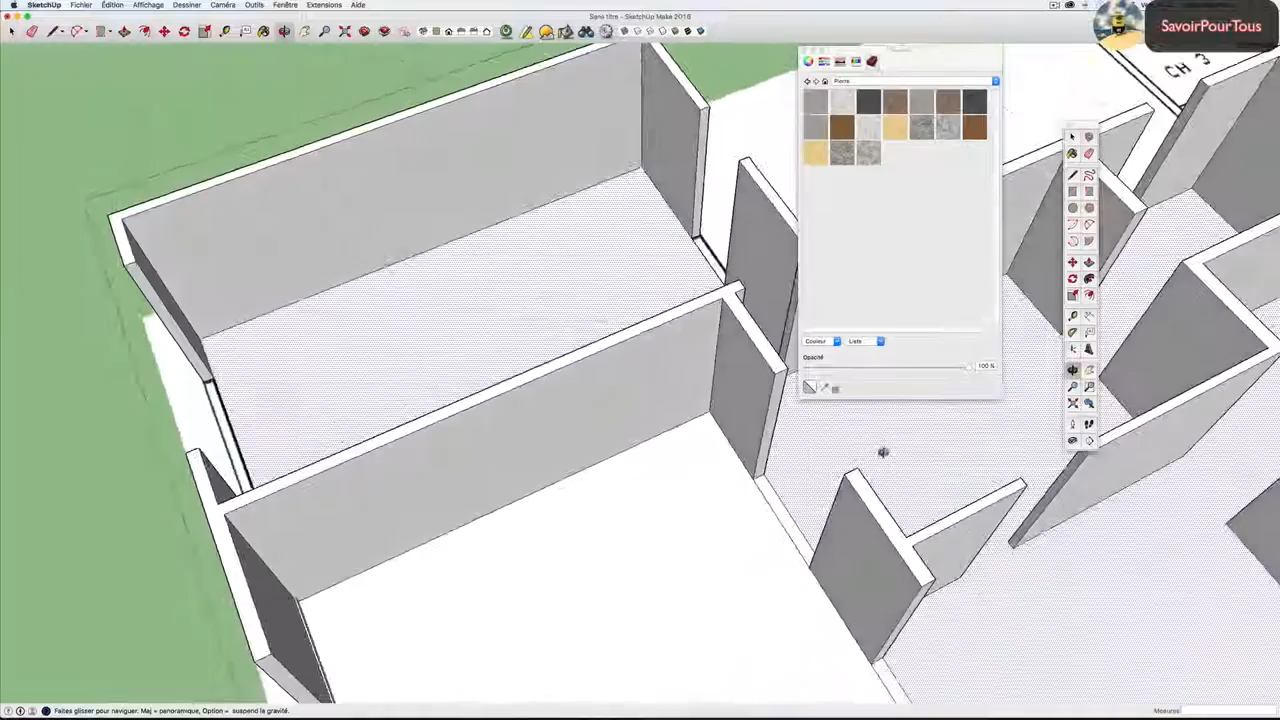 SketchUp Fichier Édition Affichage Dessiner Caméra Outils Fenêtre Extensions Aide
Sans titre - SketchUp Make 2016
SavoirPourTous
CH 3
Pierre
Couleur Liste
Opacité
100 %
Faites glisser pour naviguer. Maj = panoramique, Option = suspend la gravité.
Mesures